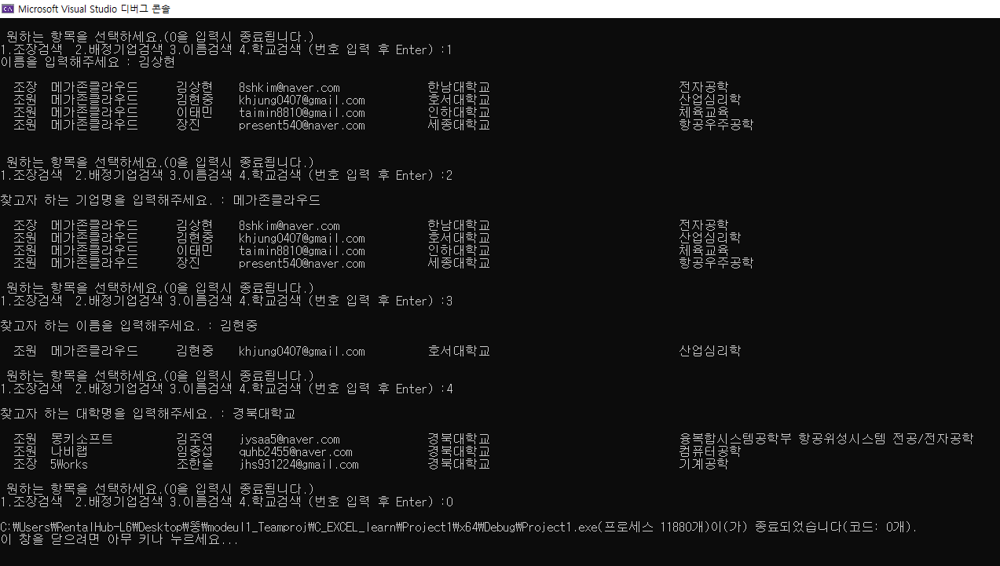 Microsoft Visual Studio 디버그 콘솔
원하는 항목을 선택하세요.(0을 입력시 종료됩니다.)
1.조장검색  2.배정기업검색 3.이름검색 4.학교검색 (번호 입력 후 Enter) :1
이름을 입력해주세요 : 김상현
조장 메가존클라우드 김상현 8shkim@naver.com 한남대학교 전자공학
조원 메가존클라우드 김현중 khjung0407@gmail.com 호서대학교 산업심리학
조원 메가존클라우드 이태민 taimin8810@gmail.com 인하대학교 체육교육
조원 메가존클라우드 장진 present540@naver.com 세종대학교 항공우주공학
원하는 항목을 선택하세요.(0을 입력시 종료됩니다.)
1.조장검색  2.배정기업검색 3.이름검색 4.학교검색 (번호 입력 후 Enter) :2
찾고자 하는 기업명을 입력해주세요. : 메가존클라우드
조장 메가존클라우드 김상현 8shkim@naver.com 한남대학교 전자공학
조원 메가존클라우드 김현중 khjung0407@gmail.com 호서대학교 산업심리학
조원 메가존클라우드 이태민 taimin8810@gmail.com 인하대학교 체육교육
조원 메가존클라우드 장진 present540@naver.com 세종대학교 항공우주공학
원하는 항목을 선택하세요.(0을 입력시 종료됩니다.)
1.조장검색  2.배정기업검색 3.이름검색 4.학교검색 (번호 입력 후 Enter) :3
찾고자 하는 이름을 입력해주세요. : 김현중
조원 메가존클라우드 김현중 khjung0407@gmail.com 호서대학교 산업심리학
원하는 항목을 선택하세요.(0을 입력시 종료됩니다.)
1.조장검색  2.배정기업검색 3.이름검색 4.학교검색 (번호 입력 후 Enter) :4
찾고자 하는 대학명을 입력해주세요. : 경북대학교
조원 몽키소프트 김주연 jysaa5@naver.com 경북대학교 융복합시스템공학부 항공위성시스템 전공/전자공학
조원 나비랩 임중섭 quhb2455@naver.com 경북대학교 컴퓨터공학
조장 5Works 조한슬 jhs931224@gmail.com 경북대학교 기계공학
원하는 항목을 선택하세요.(0을 입력시 종료됩니다.)
1.조장검색  2.배정기업검색 3.이름검색 4.학교검색 (번호 입력 후 Enter) :0
C:\Users\RentalHub-L6\Desktop\똥\modeul1_Teamproj\C_EXCEL_learn\Project1\x64\Debug\Project1.exe(프로세스 11880개)이(가) 종료되었습니다(코드: 0개).
이 창을 닫으려면 아무 키나 누르세요...